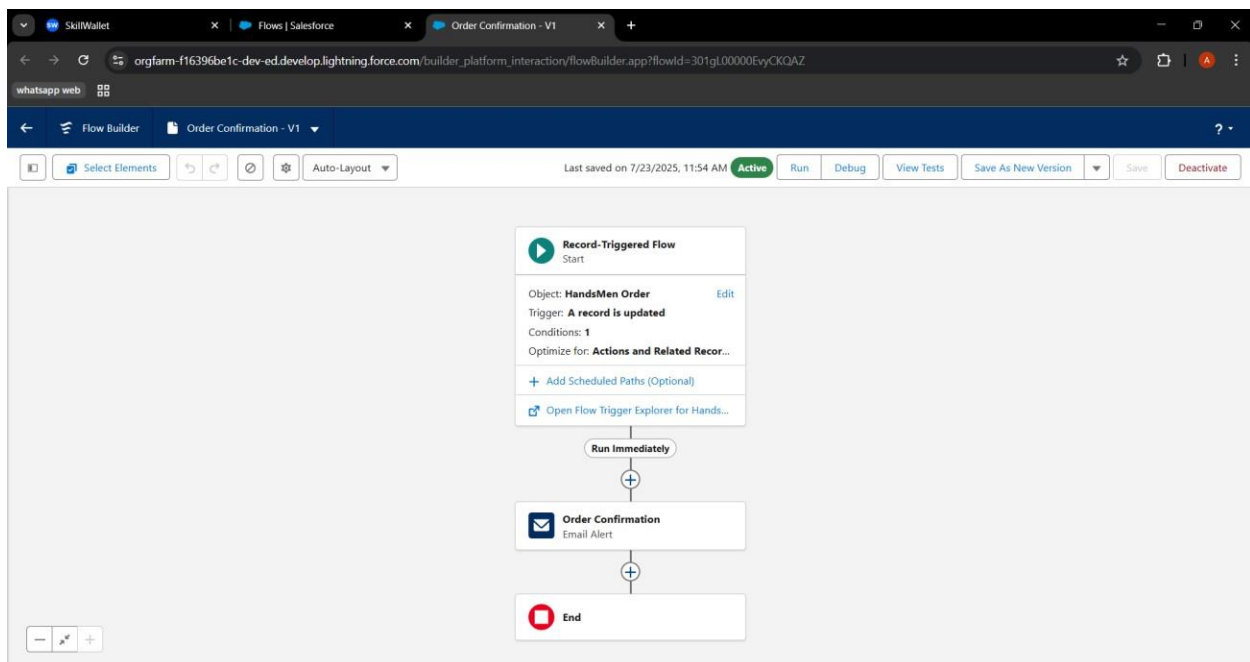 SkillWallet Flows | Salesforce Order Confirmation - V1
orgfarm-f16396be1c-dev-ed.develop.lightning.force.com/builder_platform_interaction/flowBuilder.app?flowId=301gL00000EvyCKQAZ A
whatsapp web
Flow Builder Order Confirmation - V1 ?
Select Elements Auto-Layout Last saved on 7/23/2025, 11:54 AM Active Run Debug View Tests Save As New Version Save Deactivate
Record-Triggered Flow
Start
Object: HandsMen Order Edit
Trigger: A record is updated
Conditions: 1
Optimize for: Actions and Related Recor...
+ Add Scheduled Paths (Optional)
Open Flow Trigger Explorer for Hands...
Run Immediately
Order Confirmation
Email Alert
End